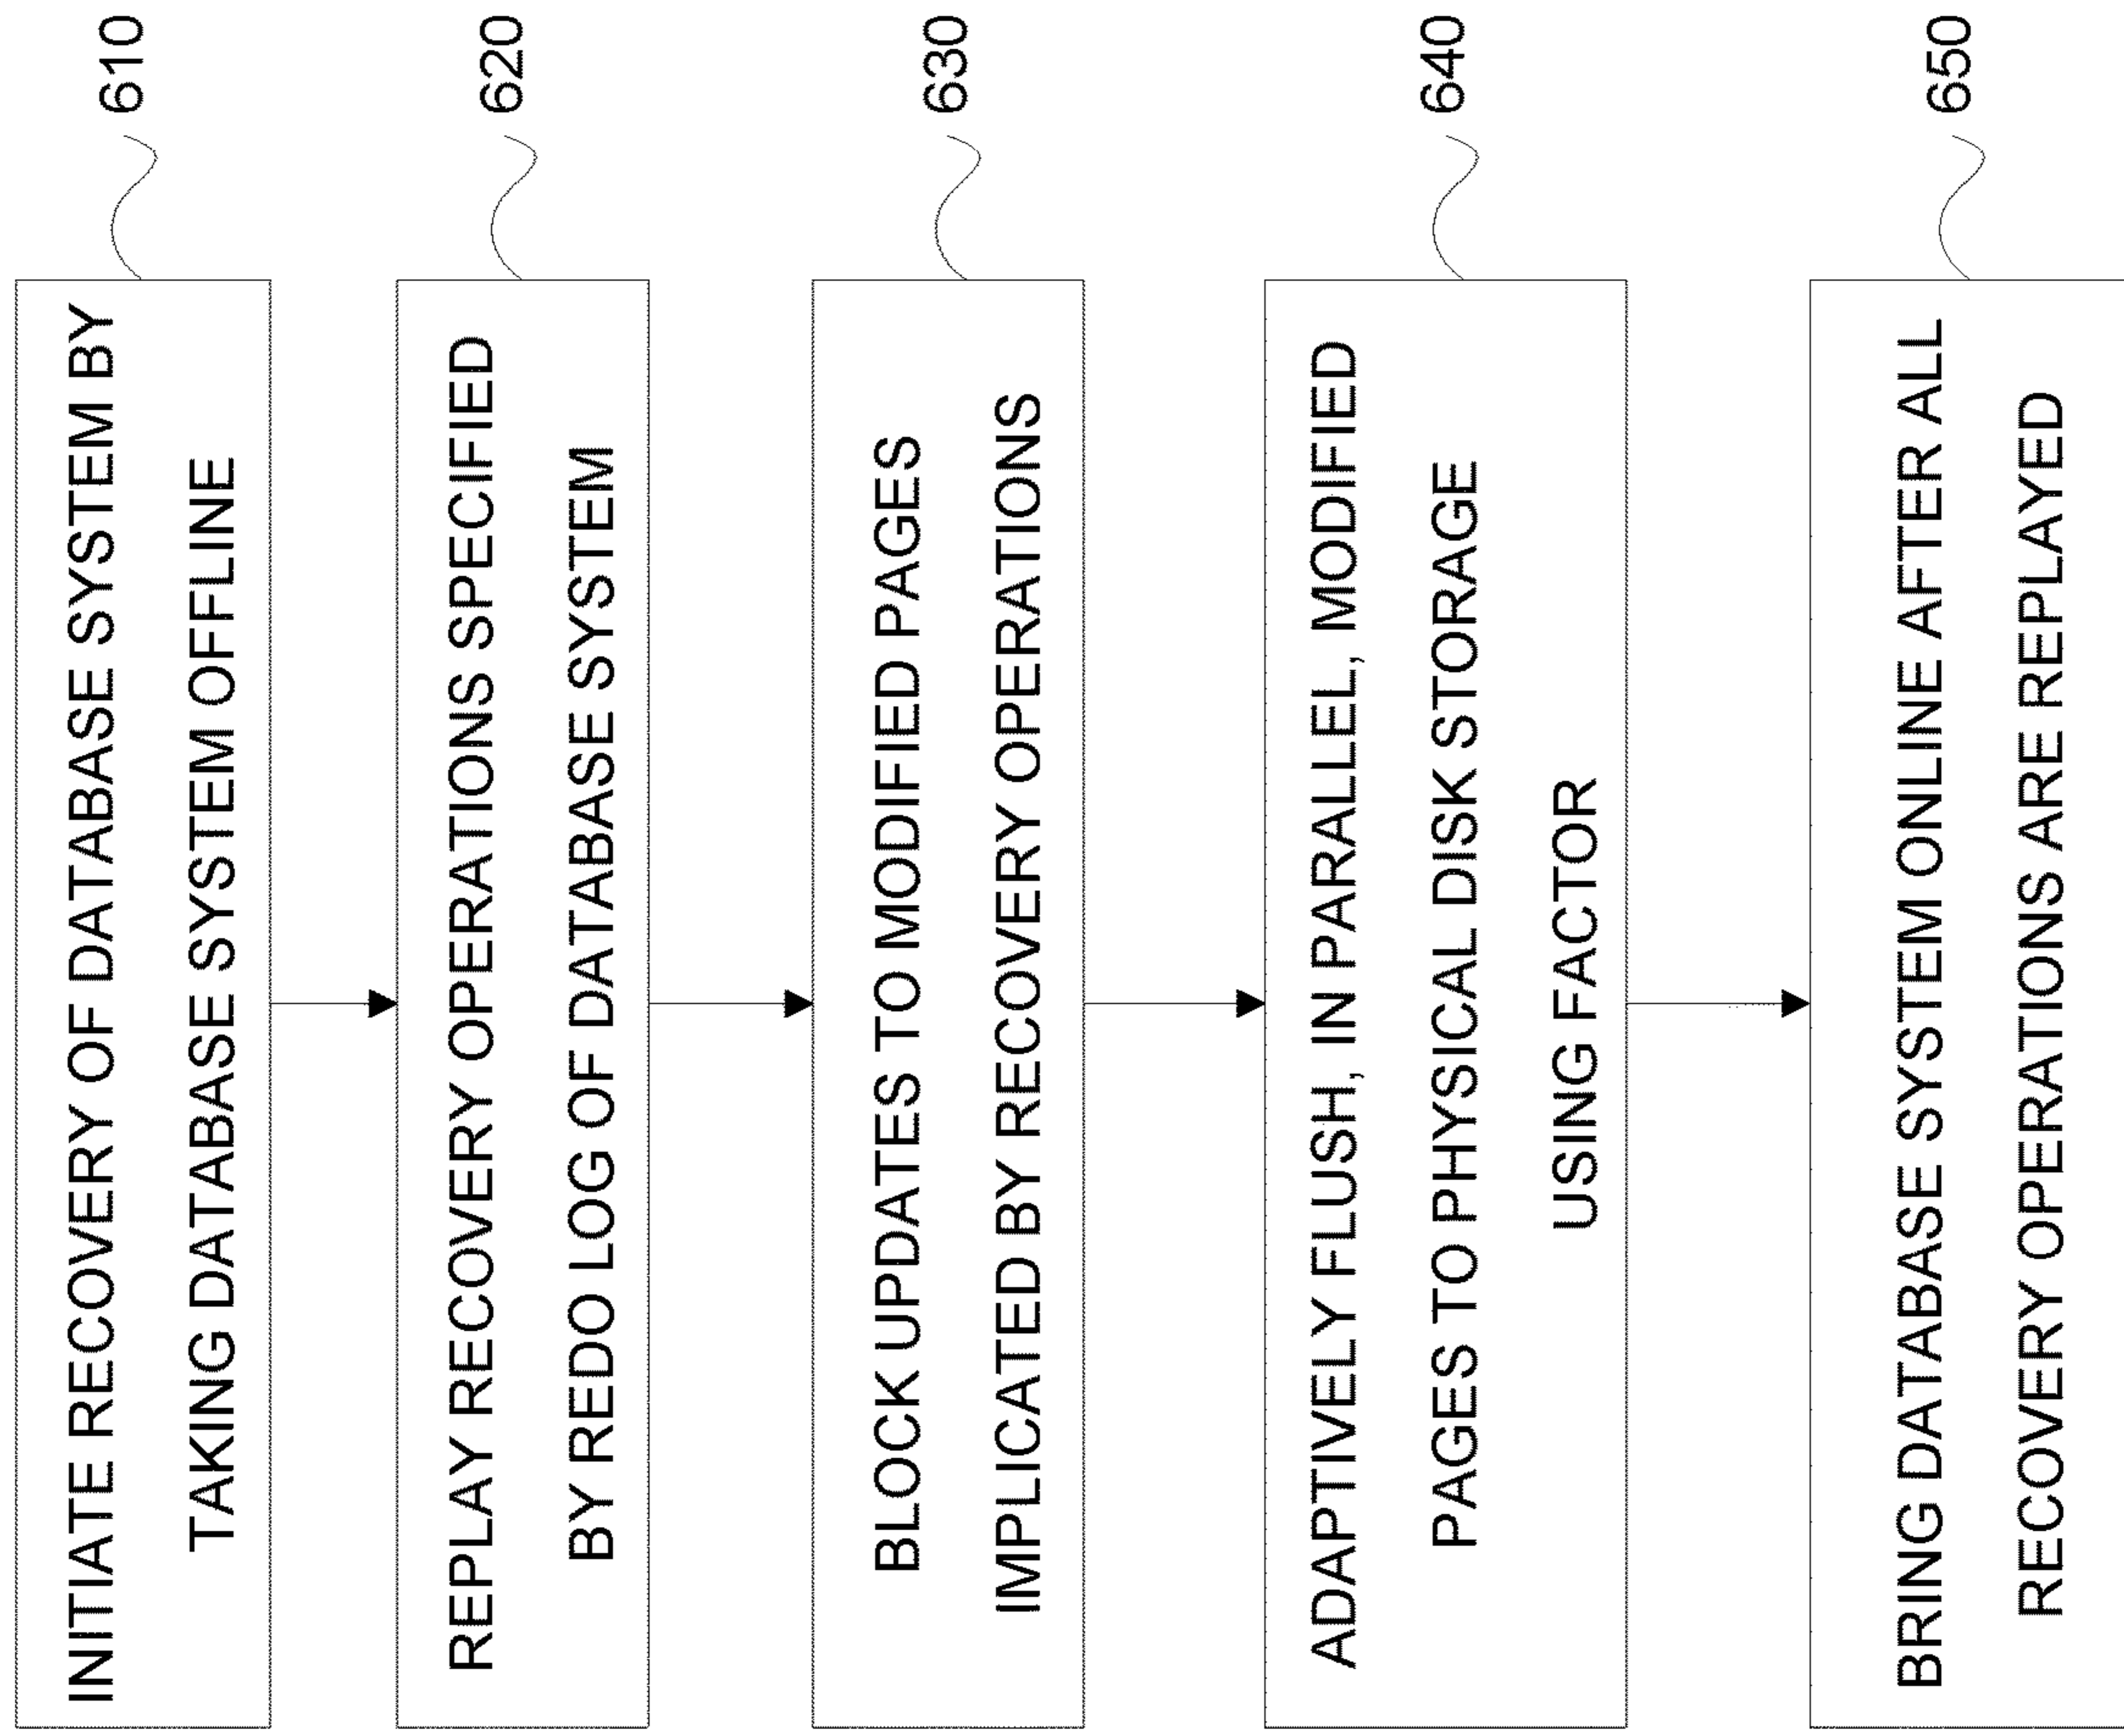 INITIATE RECOVERY OF DATABASE SYSTEM BY
TAKING DATABASE SYSTEM OFFLINE
610
REPLAY RECOVERY OPERATIONS SPECIFIED
BY REDO LOG OF DATABASE SYSTEM
620
BLOCK UPDATES TO MODIFIED PAGES
IMPLICATED BY RECOVERY OPERATIONS
630
ADAPTIVELY FLUSH, IN PARALLEL, MODIFIED
PAGES TO PHYSICAL DISK STORAGE
USING FACTOR
640
BRING DATABASE SYSTEM ONLINE AFTER ALL
RECOVERY OPERATIONS ARE REPLAYED
650